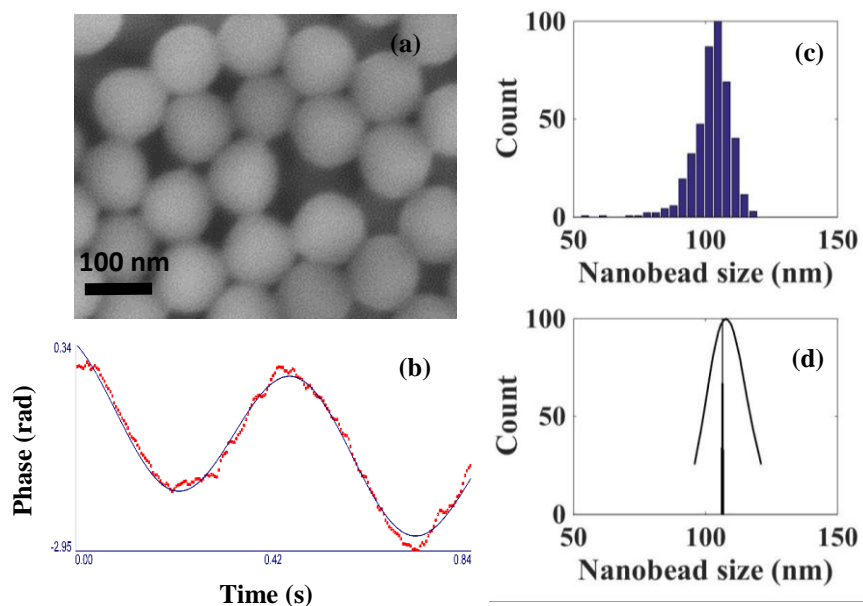 (a)
100 nm
0.34
(b)
Phase (rad)
-2.95
0.00
0.42
0.84
Time (s)
100
(c)
Count
50
0
50
100
150
Nanobead size (nm)
100
(d)
Count
50
0
50
100
150
Nanobead size (nm)